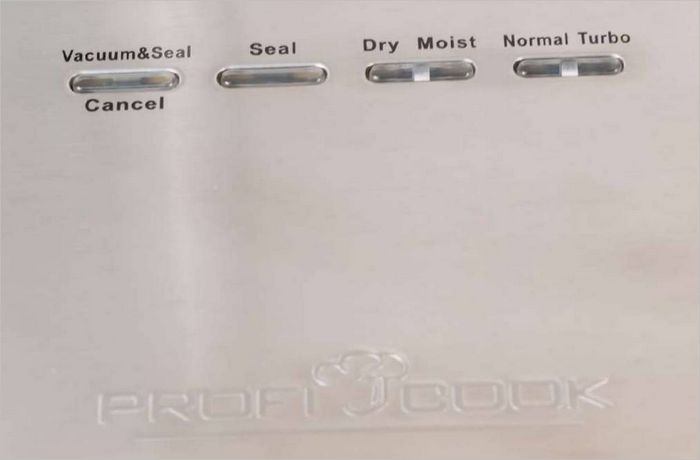 Vacuum&Seal
Cancel
Seal
Dry Moist
Normal Turbo
PROFI COOK